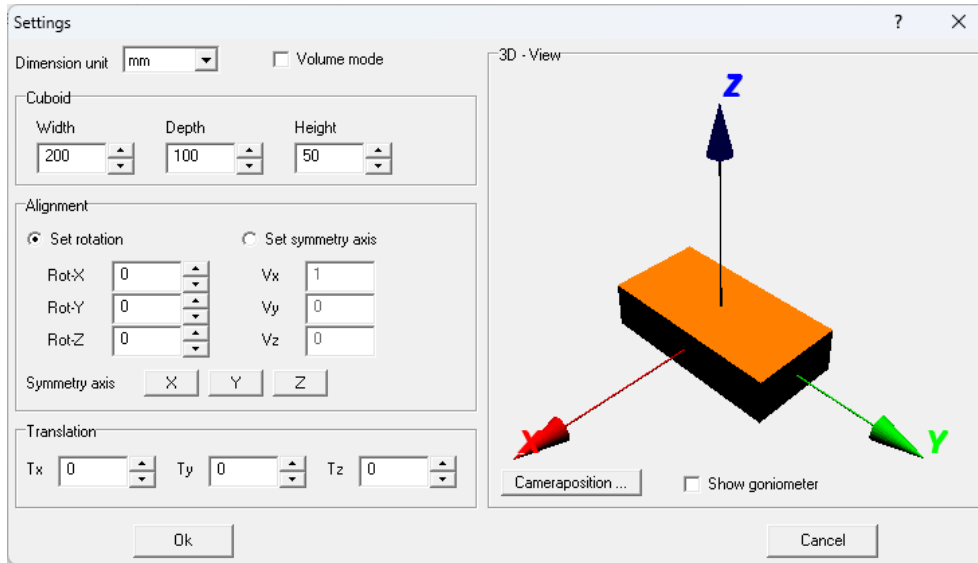 Settings
?
Dimension unit mm Volume mode
Cuboid
Width Depth Height
200 100 50
Alignment
Set rotation Set symmetry axis
Rot-X 0 Vx 1
Rot-Y 0 Vy 0
Rot-Z 0 Vz 0
Symmetry axis X Y Z
Translation
Tx 0 Ty 0 Tz 0
Ok
3D - View
Z
X
Y
Cameraposition ... Show goniometer
Cancel